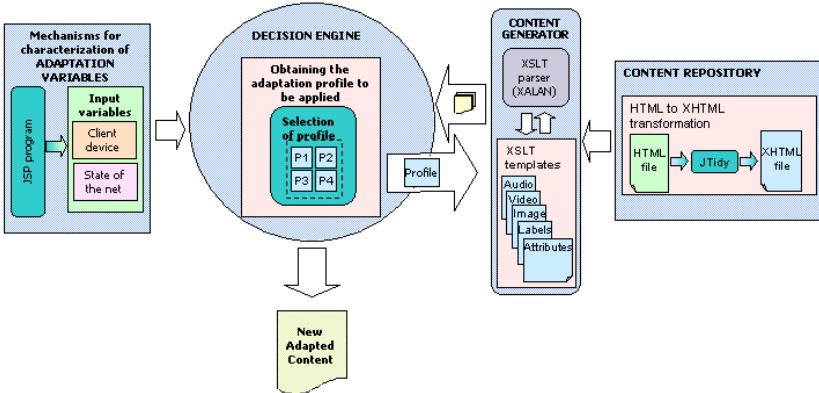 Mechanisms for
characterization of
ADAPTATION
VARIABLES
JSP program
Input
variables
Client
device
State of
the net
DECISION ENGINE
Obtaining the
adaptation profile to
be applied
Selection
of profile
P1 P2
P3 P4
Profile
New
Adapted
Content
CONTENT
GENERATOR
XSLT
parser
(XALAN)
XSLT
templates
Audio
Video
Image
Labels
Attributes
CONTENT REPOSITORY
HTML to XHTML
transformation
HTML
file
JTidy
XHTML
file